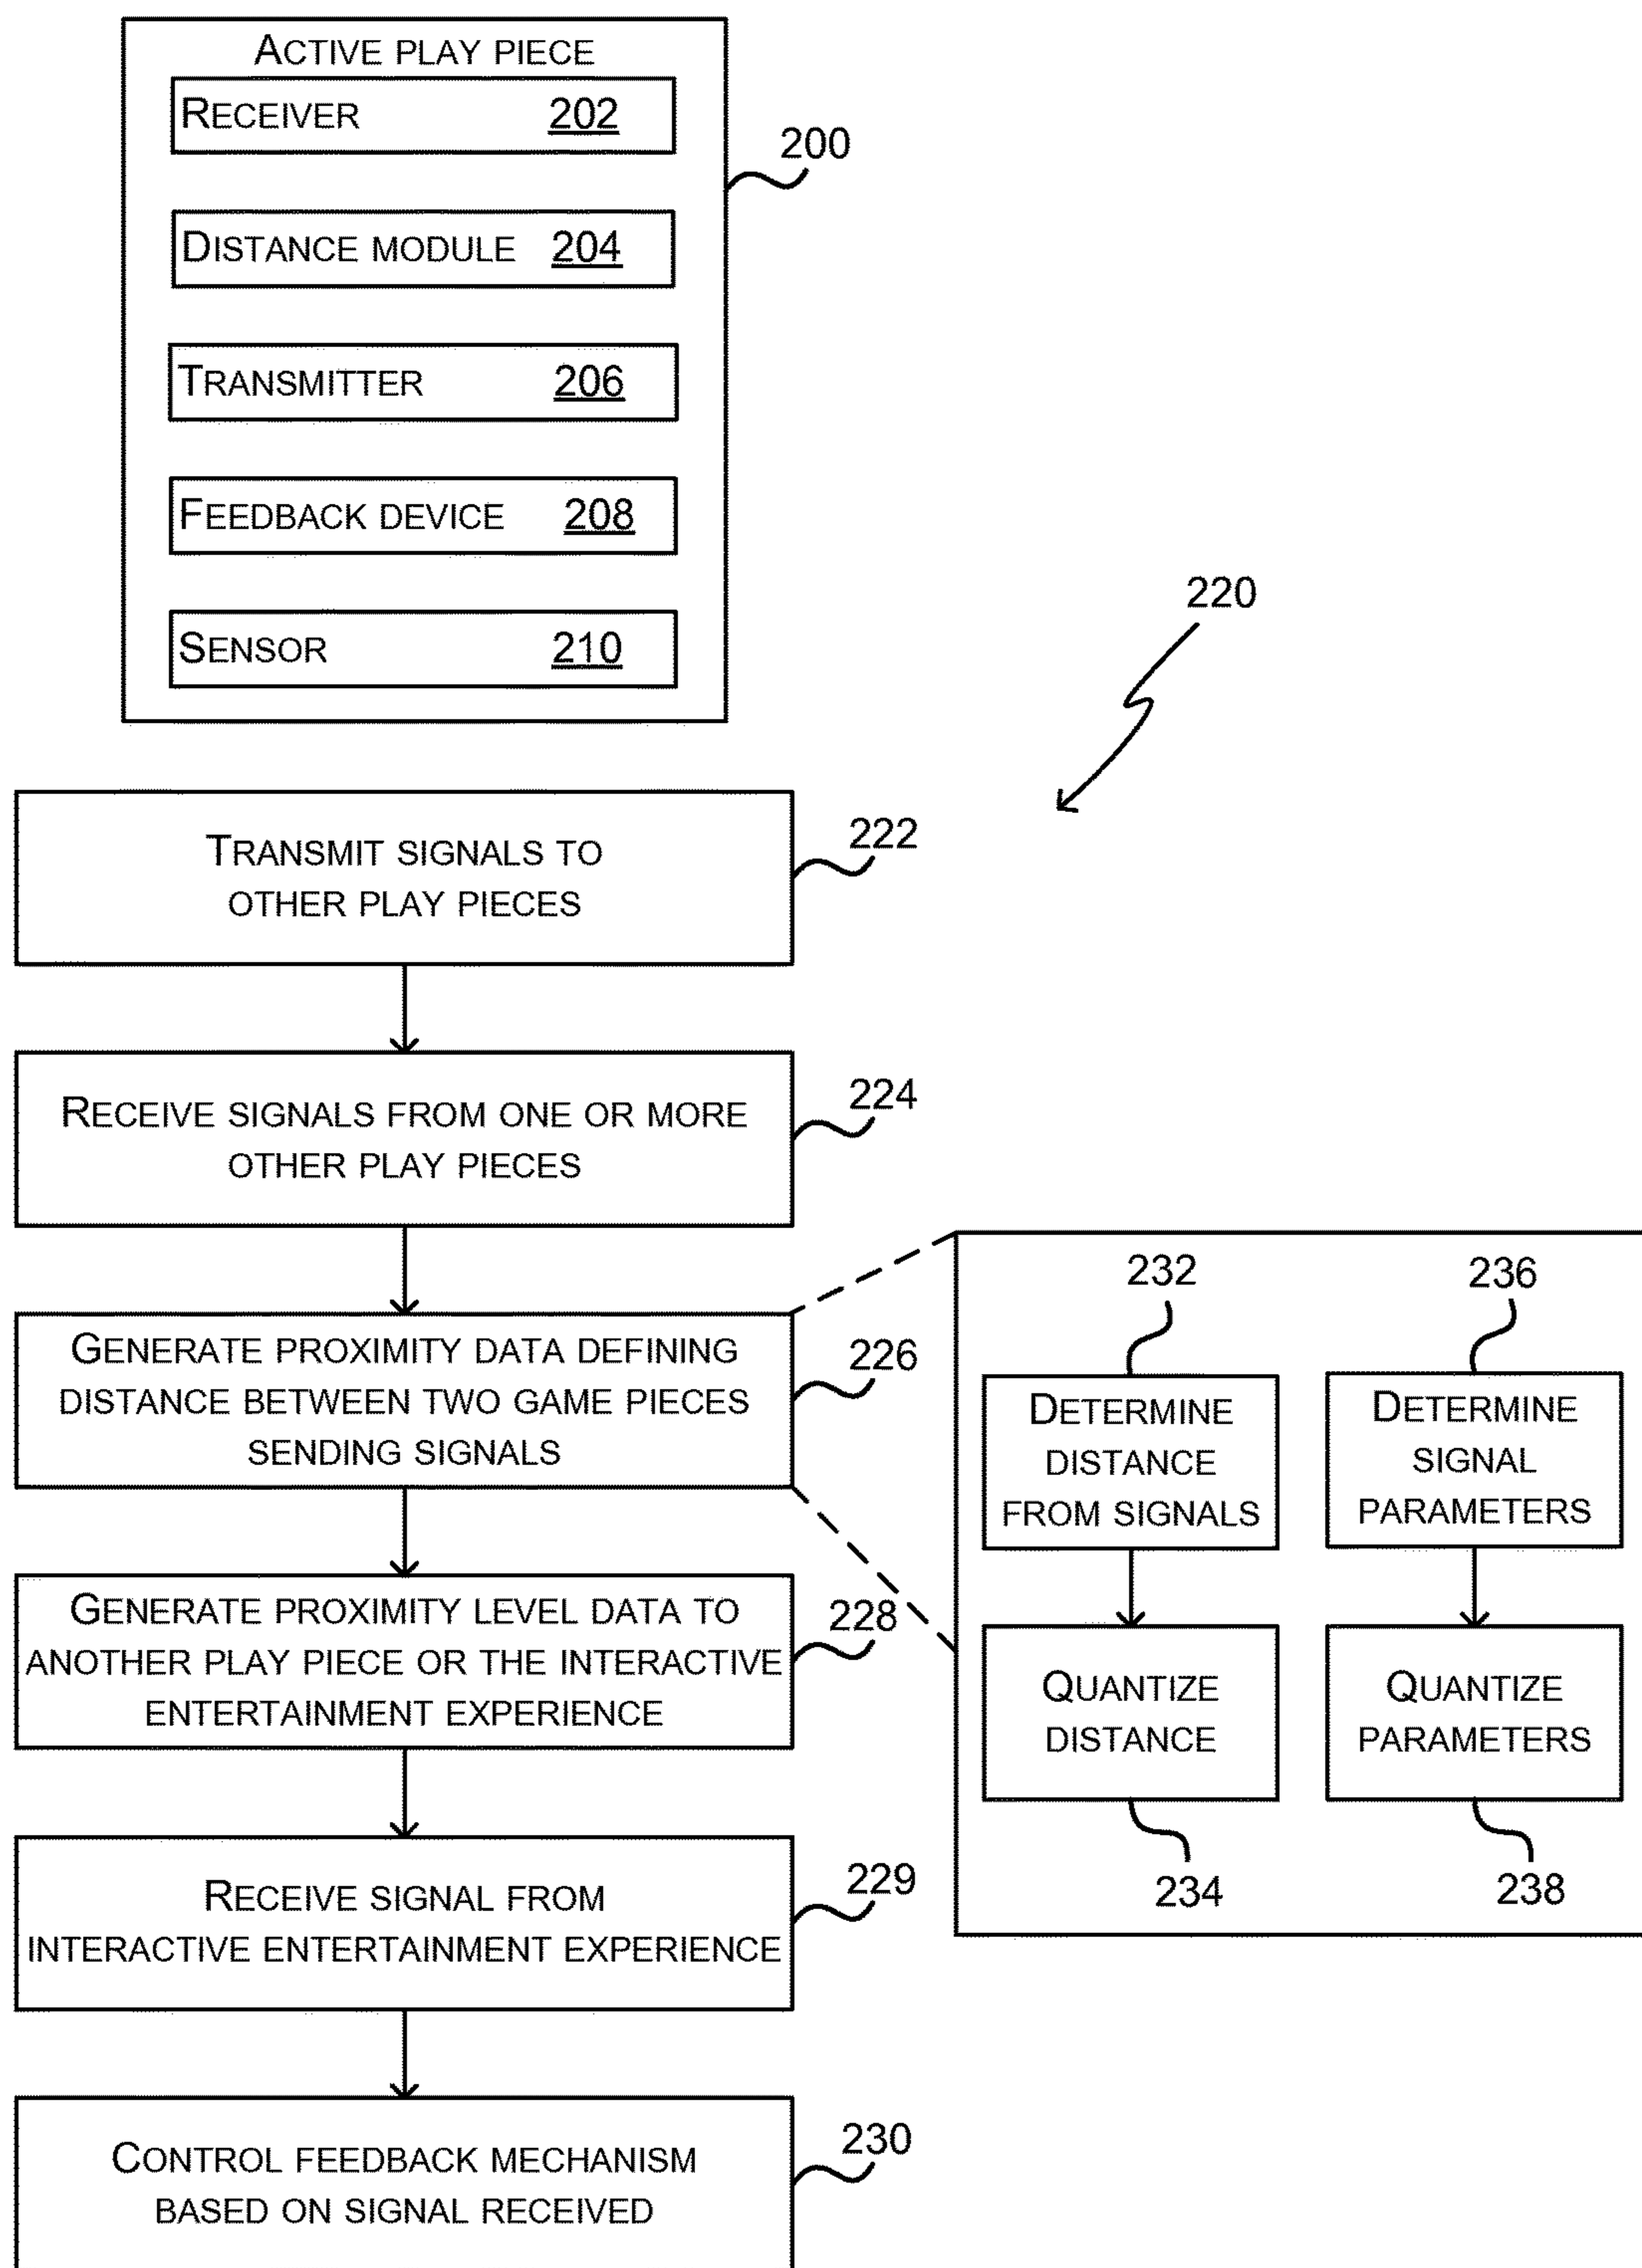 ACTIVE PLAY PIECE
RECEIVER 202
200
DISTANCE MODULE 204
TRANSMITTER 206
FEEDBACK DEVICE 208
SENSOR 210
220
TRANSMIT SIGNALS TO
OTHER PLAY PIECES
222
RECEIVE SIGNALS FROM ONE OR MORE
OTHER PLAY PIECES
224
GENERATE PROXIMITY DATA DEFINING
DISTANCE BETWEEN TWO GAME PIECES
SENDING SIGNALS
226
232
236
DETERMINE
DISTANCE
FROM SIGNALS
DETERMINE
SIGNAL
PARAMETERS
QUANTIZE
DISTANCE
QUANTIZE
PARAMETERS
234
238
GENERATE PROXIMITY LEVEL DATA TO
ANOTHER PLAY PIECE OR THE INTERACTIVE
ENTERTAINMENT EXPERIENCE
228
RECEIVE SIGNAL FROM
INTERACTIVE ENTERTAINMENT EXPERIENCE
229
CONTROL FEEDBACK MECHANISM
BASED ON SIGNAL RECEIVED
230